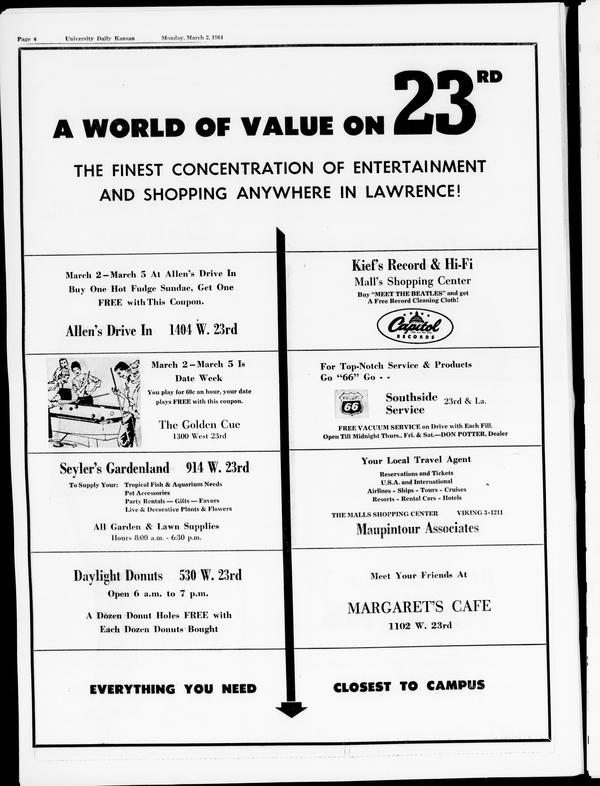 Page 4 University Daily Kansan Monday, March 2, 1964
A WORLD OF VALUE ON 23RD
THE FINEST CONCENTRATION OF ENTERTAINMENT
AND SHOPPING ANYWHERE IN LAWRENCE!
March 2—March 5 At Allen's Drive In
Buy One Hot Fudge Sundae, Get One
FREE with This Coupon.
Allen's Drive In 1404 W. 23rd
March 2—March 5 Is
Date Week
You play for 60c an hour, your date
plays FREE with this coupon.
The Golden Cue
1300 West 23rd
Seyler's Gardenland 914 W. 23rd
To Supply Your: Tropical Fish & Aquarium Needs
Pet Accessories
Party Rentals — Gifts — Favors
Live & Decorative Plants & Flowers
All Garden & Lawn Supplies
Hours 8:00 a.m. - 6:30 p.m.
Daylight Donuts 530 W. 23rd
Open 6 a.m. to 7 p.m.
A Dozen Donut Holes FREE with
Each Dozen Donuts Bought
EVERYTHING YOU NEED
Kief's Record & Hi-Fi
Mall's Shopping Center
Buy "MEET THE BEATLES" and get
A Free Record Cleaning Cloth!
Capitol
RECORDS
For Top-Notch Service & Products
Go "66" Go - -
PHILLIPS
66
Southside
Service
23rd & La.
FREE VACUUM SERVICE on Drive with Each Fill.
Open Till Midnight Thurs., Fri. & Sat.—DON POTTER, Dealer
Your Local Travel Agent
Reservations and Tickets
U.S.A. and International
Airlines - Ships - Tours - Cruises
Resorts - Rental Cars - Hotels
THE MALLS SHOPPING CENTER VIKING 3-1211
Maupintour Associates
Meet Your Friends At
MARGARET'S CAFE
1102 W. 23rd
CLOSEST TO CAMPUS